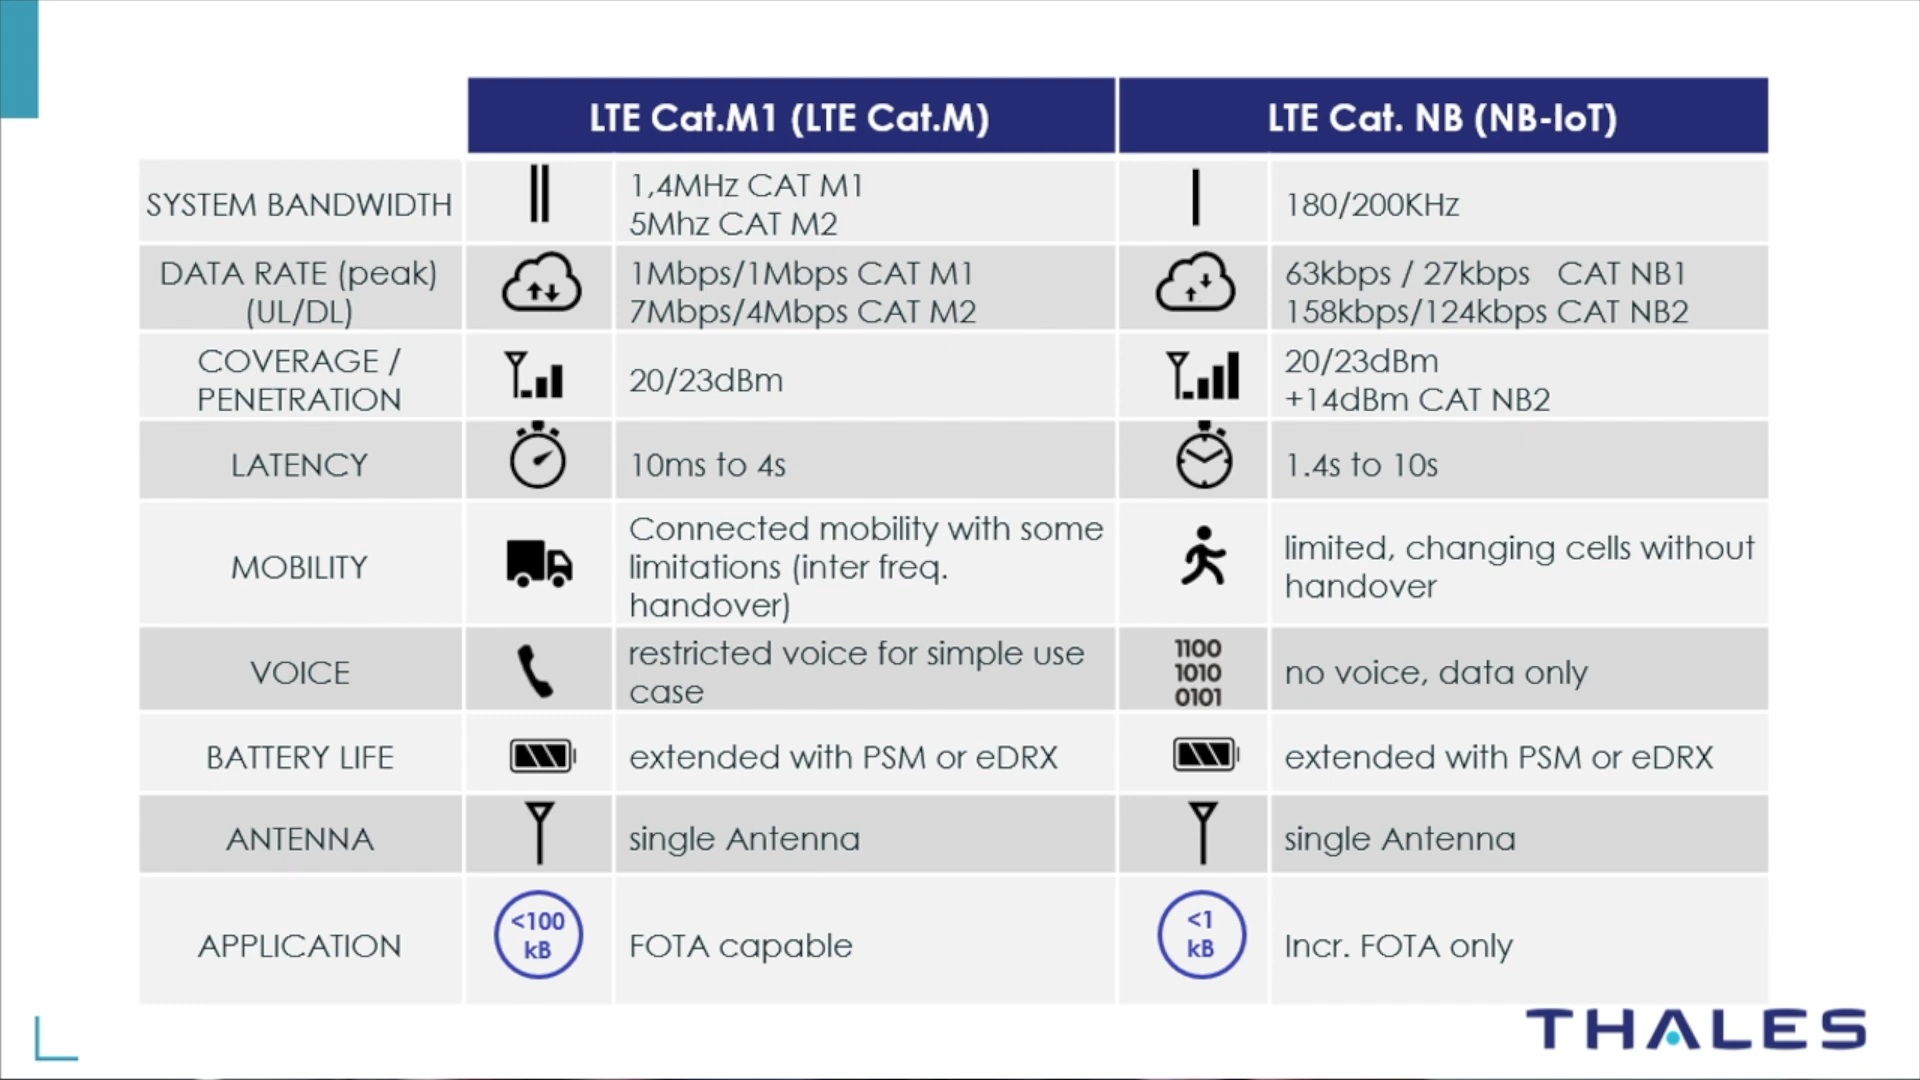 LTE Cat.M1 (LTE Cat.M)
LTE Cat. NB (NB-IoT)
SYSTEM BANDWIDTH
1,4MHz CAT M1
5Mhz CAT M2
180/200KHz
DATA RATE (peak)
(UL/DL)
1Mbps/1Mbps CAT M1
7Mbps/4Mbps CAT M2
63kbps / 27kbps CAT NB1
158kbps/124kbps CAT NB2
COVERAGE /
PENETRATION
20/23dBm
20/23dBm
+14dBm CAT NB2
LATENCY
10ms to 4s
1.4s to 10s
MOBILITY
Connected mobility with some
limitations (inter freq.
handover)
limited, changing cells without
handover
VOICE
restricted voice for simple use
case
1100
1010
0101
no voice, data only
BATTERY LIFE
extended with PSM or eDRX
extended with PSM or eDRX
ANTENNA
single Antenna
single Antenna
APPLICATION
<100
kB
FOTA capable
<1
kB
Incr. FOTA only
THALES